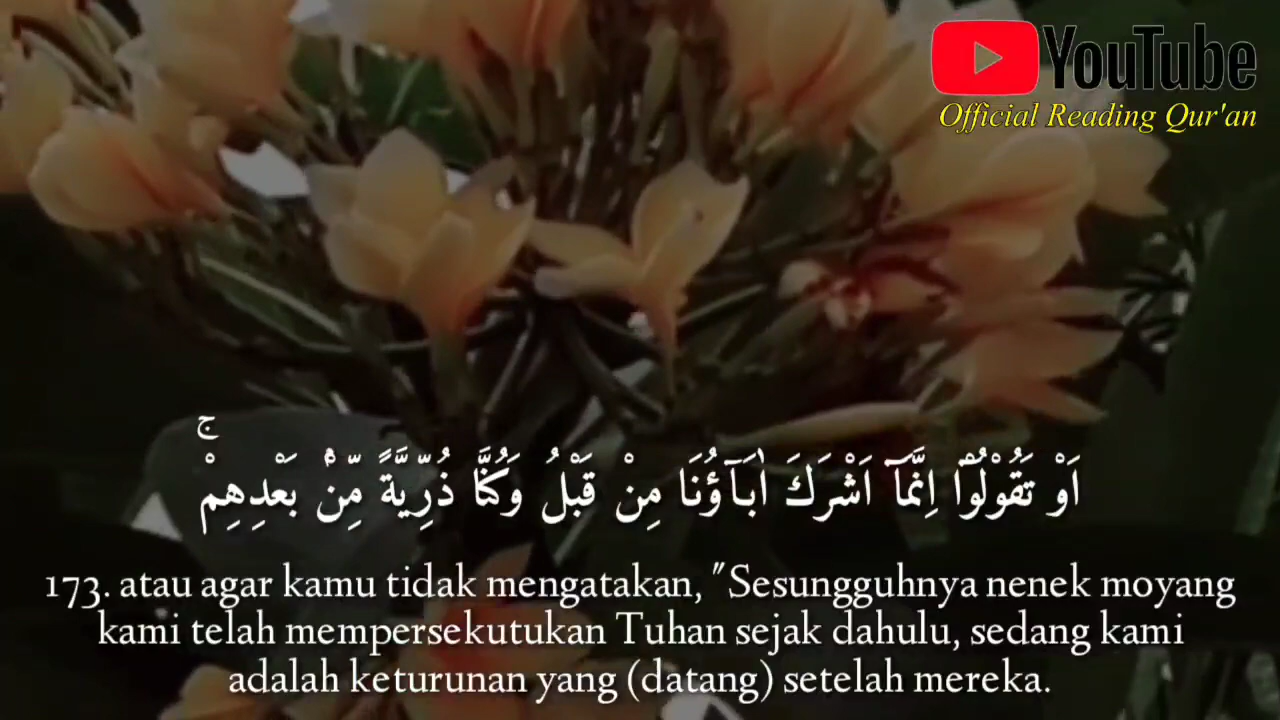 YouTube
Official Reading Qur'an
اَوْ تَقُوْلُوْٓا اِنَّمَآ اَشْرَكَ اٰبَاۤؤُنَا مِنْ قَبْلُ وَكُنَّا ذُرِّيَّةً مِّنْۢ بَعْدِهِمْۚ
173. atau agar kamu tidak mengatakan, "Sesungguhnya nenek moyang
kami telah mempersekutukan Tuhan sejak dahulu, sedang kami
adalah keturunan yang (datang) setelah mereka.